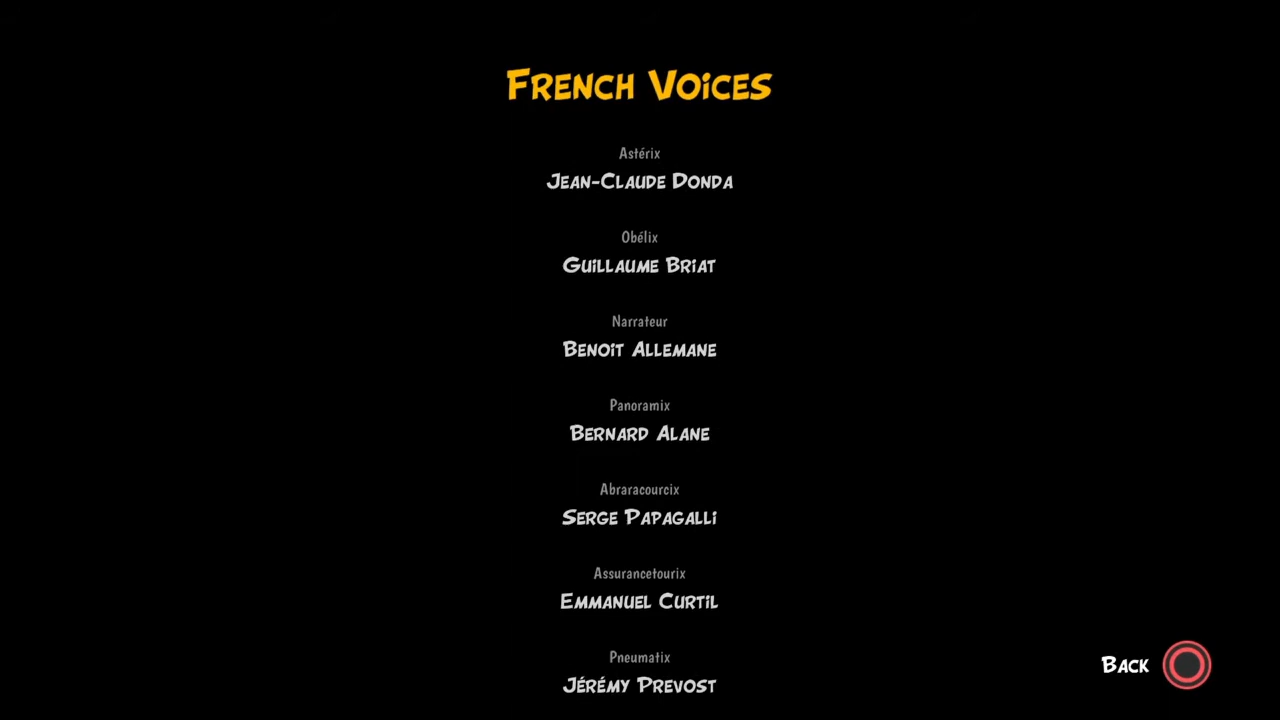 French Voices
Astérix
Jean-Claude Donda
Obélix
Guillaume Briat
Narrateur
Benoit Allemane
Panoramix
Bernard Alane
Abraracourcix
Serge Papagalli
Assurancetourix
Emmanuel Curtil
Pneumatix
Jérémy Prevost
Back